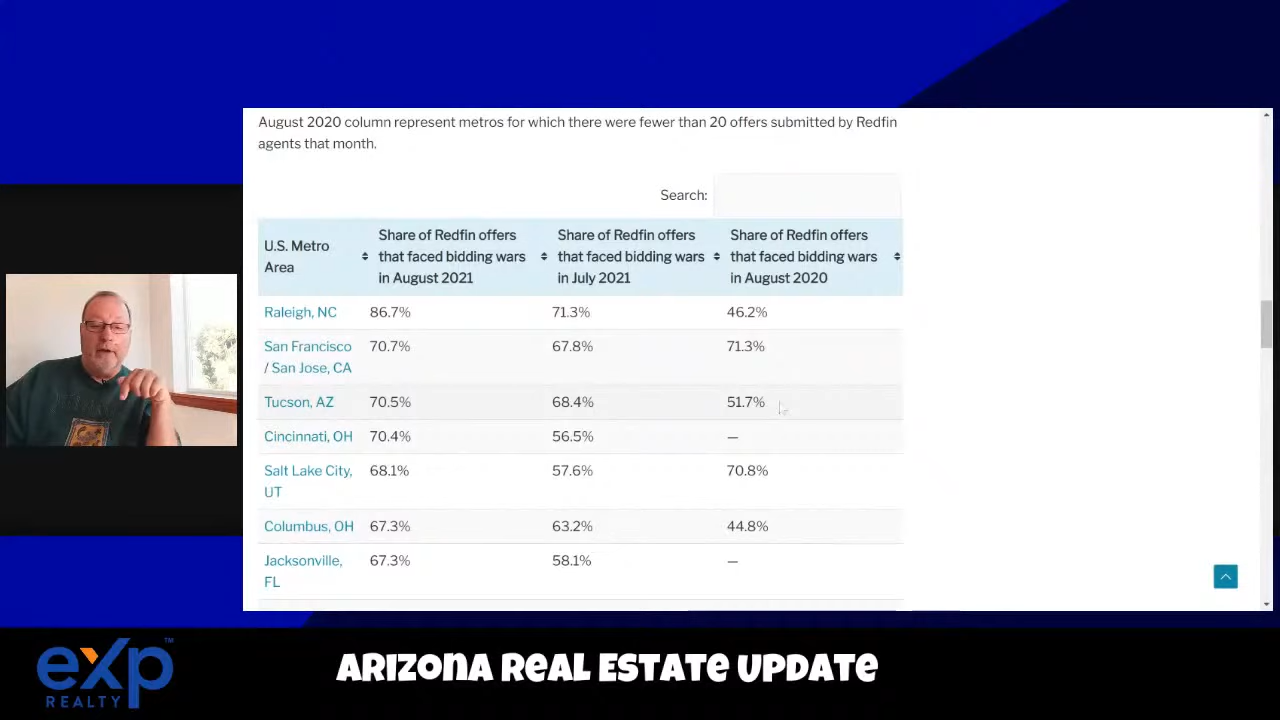 August 2020 column represent metros for which there were fewer than 20 offers submitted by Redfin
agents that month.
Search:
U.S. Metro
Area
Share of Redfin offers
that faced bidding wars
in August 2021
Share of Redfin offers
that faced bidding wars
in July 2021
Share of Redfin offers
that faced bidding wars
in August 2020
Raleigh, NC 86.7% 71.3% 46.2%
San Francisco 70.7% 67.8% 71.3%
/ San Jose, CA
Tucson, AZ 70.5% 68.4% 51.7%
Cincinnati, OH 70.4% 56.5% —
Salt Lake City, 68.1% 57.6% 70.8%
UT
Columbus, OH 67.3% 63.2% 44.8%
Jacksonville, 67.3% 58.1% —
FL
eXp™
REALTY
ARIZONA REAL ESTATE UPDATE